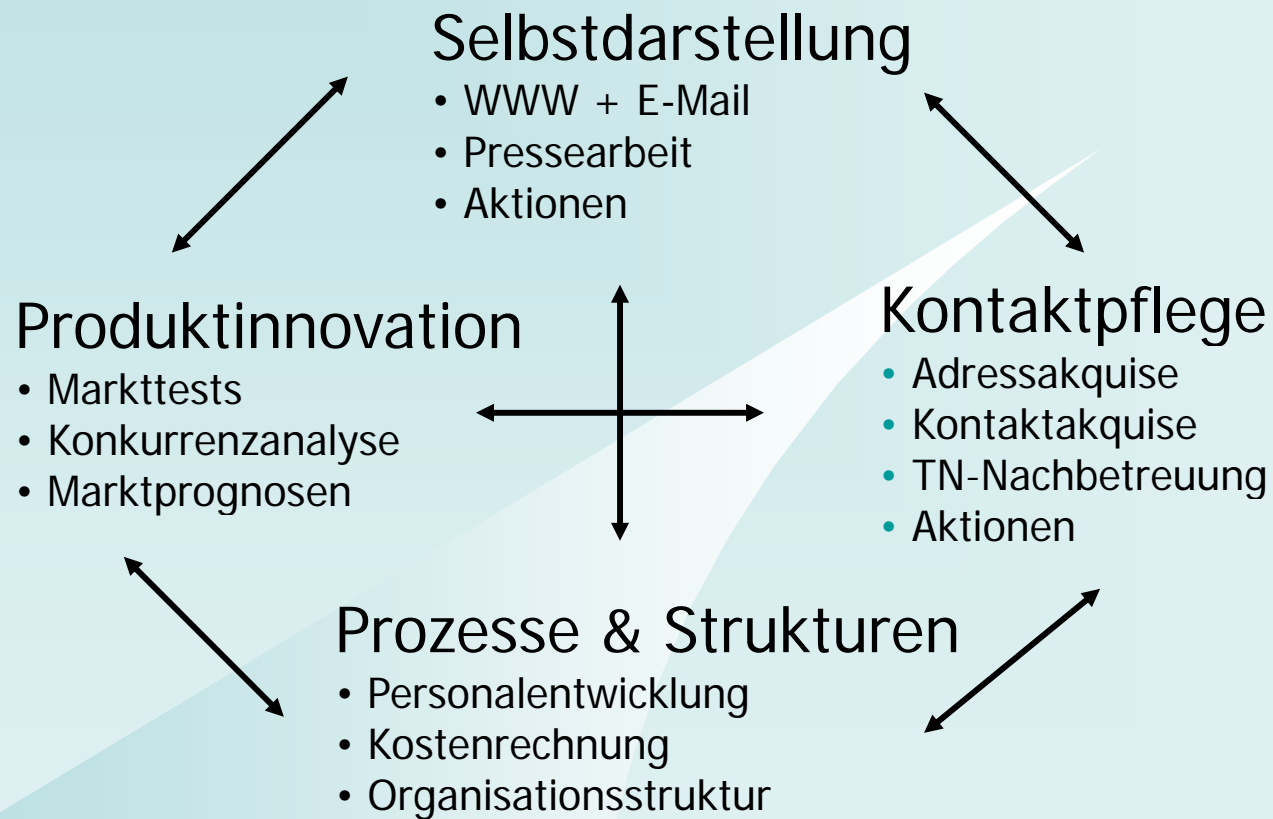 Selbstdarstellung
• WWW + E-Mail
• Pressearbeit
• Aktionen
Produktinnovation
• Markttests
• Konkurrenzanalyse
• Marktprognosen
Kontaktpflege
• Adressakquise
• Kontaktakquise
• TN-Nachbetreuung
• Aktionen
Prozesse & Strukturen
• Personalentwicklung
• Kostenrechnung
• Organisationsstruktur